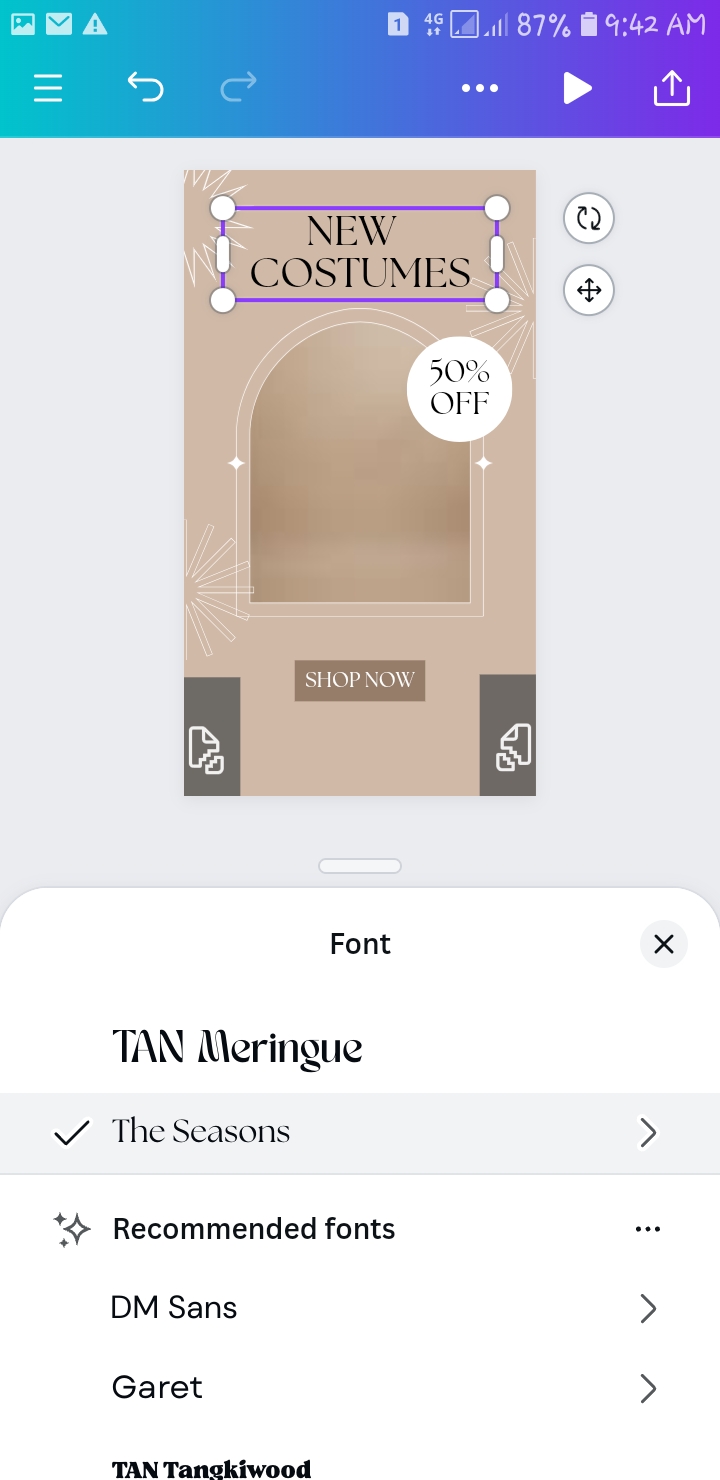 1 4G 87% 9:42 AM
NEW
COSTUMES
50%
OFF
SHOP NOW
Font
TAN Meringue
The Seasons
Recommended fonts
DM Sans
Garet
TAN Tangkiwood